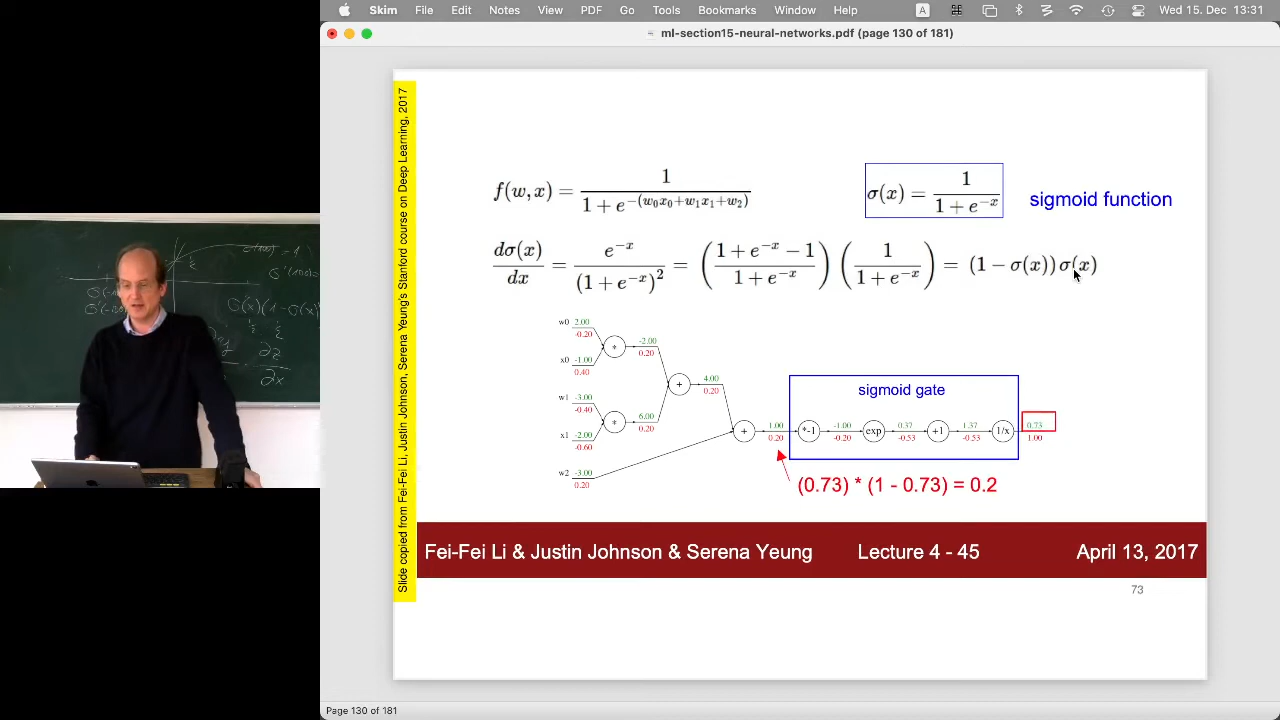 Skim File Edit Notes View PDF Go Tools Bookmarks Window Help A Wed 15. Dec 13:31
ml-section15-neural-networks.pdf (page 130 of 181)
Slide copied from Fei-Fei Li, Justin Johnson, Serena Yeung's Stanford course on Deep Learning, 2017
f(w, x) = 1 / (1 + e^−(w0x0+w1x1+w2))
σ(x) = 1 / (1 + e^−x)
sigmoid function
dσ(x)/dx = e^−x / (1 + e^−x)^2 = ((1 + e^−x − 1) / (1 + e^−x)) (1 / (1 + e^−x)) = (1 − σ(x)) σ(x)
w0 2.00
-0.20
* -2.00
0.20
x0 -1.00
0.40
+ 4.00
0.20
w1 -3.00
-0.40
* 6.00
0.20
x1 -2.00
-0.60
sigmoid gate
+ 1.00 *-1 -1.00 exp 0.37 +1 1.37 1/x 0.73
0.20 -0.20 -0.53 -0.53 1.00
w2 -3.00
0.20
(0.73) * (1 - 0.73) = 0.2
Fei-Fei Li & Justin Johnson & Serena Yeung Lecture 4 - 45 April 13, 2017
73
Page 130 of 181
σ(x)(1-σ(x)
∂z
∂x